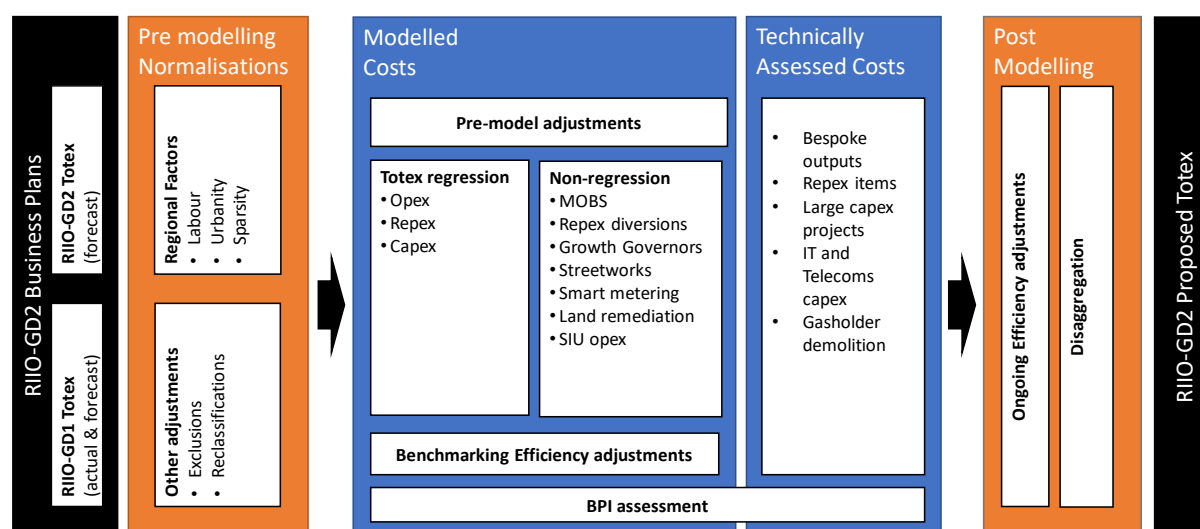 RIIO-GD2 Business Plans
RIIO-GD2 Totex
(forecast)
RIIO-GD1 Totex
(actual & forecast)
Pre modelling
Normalisations
Regional Factors
• Labour
• Urbanity
• Sparsity
Other adjustments
• Exclusions
• Reclassifications
Modelled
Costs
Pre-model adjustments
Totex regression
• Opex
• Repex
• Capex
Non-regression
• MOBS
• Repex diversions
• Growth Governors
• Streetworks
• Smart metering
• Land remediation
• SIU opex
Benchmarking Efficiency adjustments
Technically
Assessed Costs
• Bespoke
outputs
• Repex items
• Large capex
projects
• IT and
Telecoms
capex
• Gasholder
demolition
BPI assessment
Post
Modelling
Ongoing Efficiency adjustments
Disaggregation
RIIO-GD2 Proposed Totex